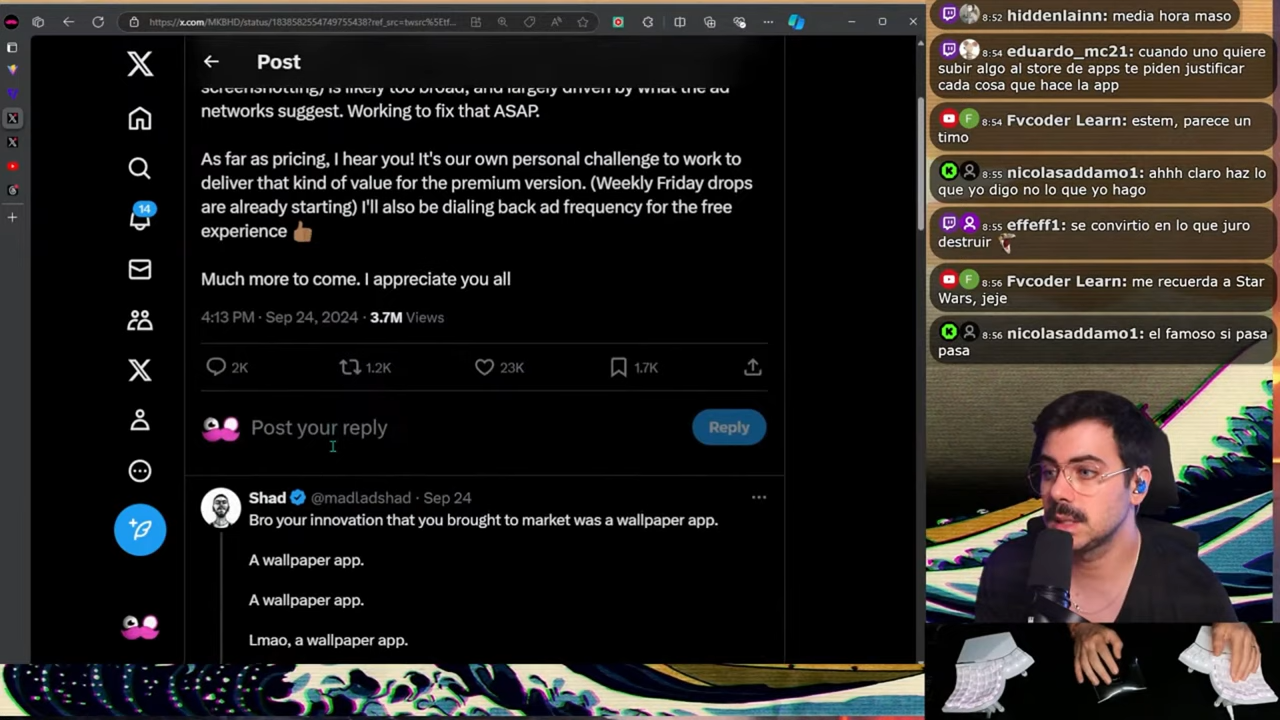 https://x.com/MKBHD/status/1838582554749755438?ref_src=twsrc%5Etf...
Post
screenshotting) is likely too broad, and largely driven by what the ad
networks suggest. Working to fix that ASAP.
As far as pricing, I hear you! It's our own personal challenge to work to
deliver that kind of value for the premium version. (Weekly Friday drops
are already starting) I'll also be dialing back ad frequency for the free
experience 👍🏽
Much more to come. I appreciate you all
4:13 PM · Sep 24, 2024 · 3.7M Views
2K 1.2K 23K 1.7K
Post your reply
Reply
Shad @madladshad · Sep 24
Bro your innovation that you brought to market was a wallpaper app.
A wallpaper app.
A wallpaper app.
Lmao, a wallpaper app.
14
8:52 hiddenlainn: media hora maso
8:54 eduardo_mc21: cuando uno quiere
subir algo al store de apps te piden justificar
cada cosa que hace la app
8:54 Fvcoder Learn: estem, parece un
timo
8:55 nicolasaddamo1: ahhh claro haz lo
que yo digo no lo que yo hago
8:55 effeff1: se convirtio en lo que juro
destruir
8:56 Fvcoder Learn: me recuerda a Star
Wars, jeje
8:56 nicolasaddamo1: el famoso si pasa
pasa